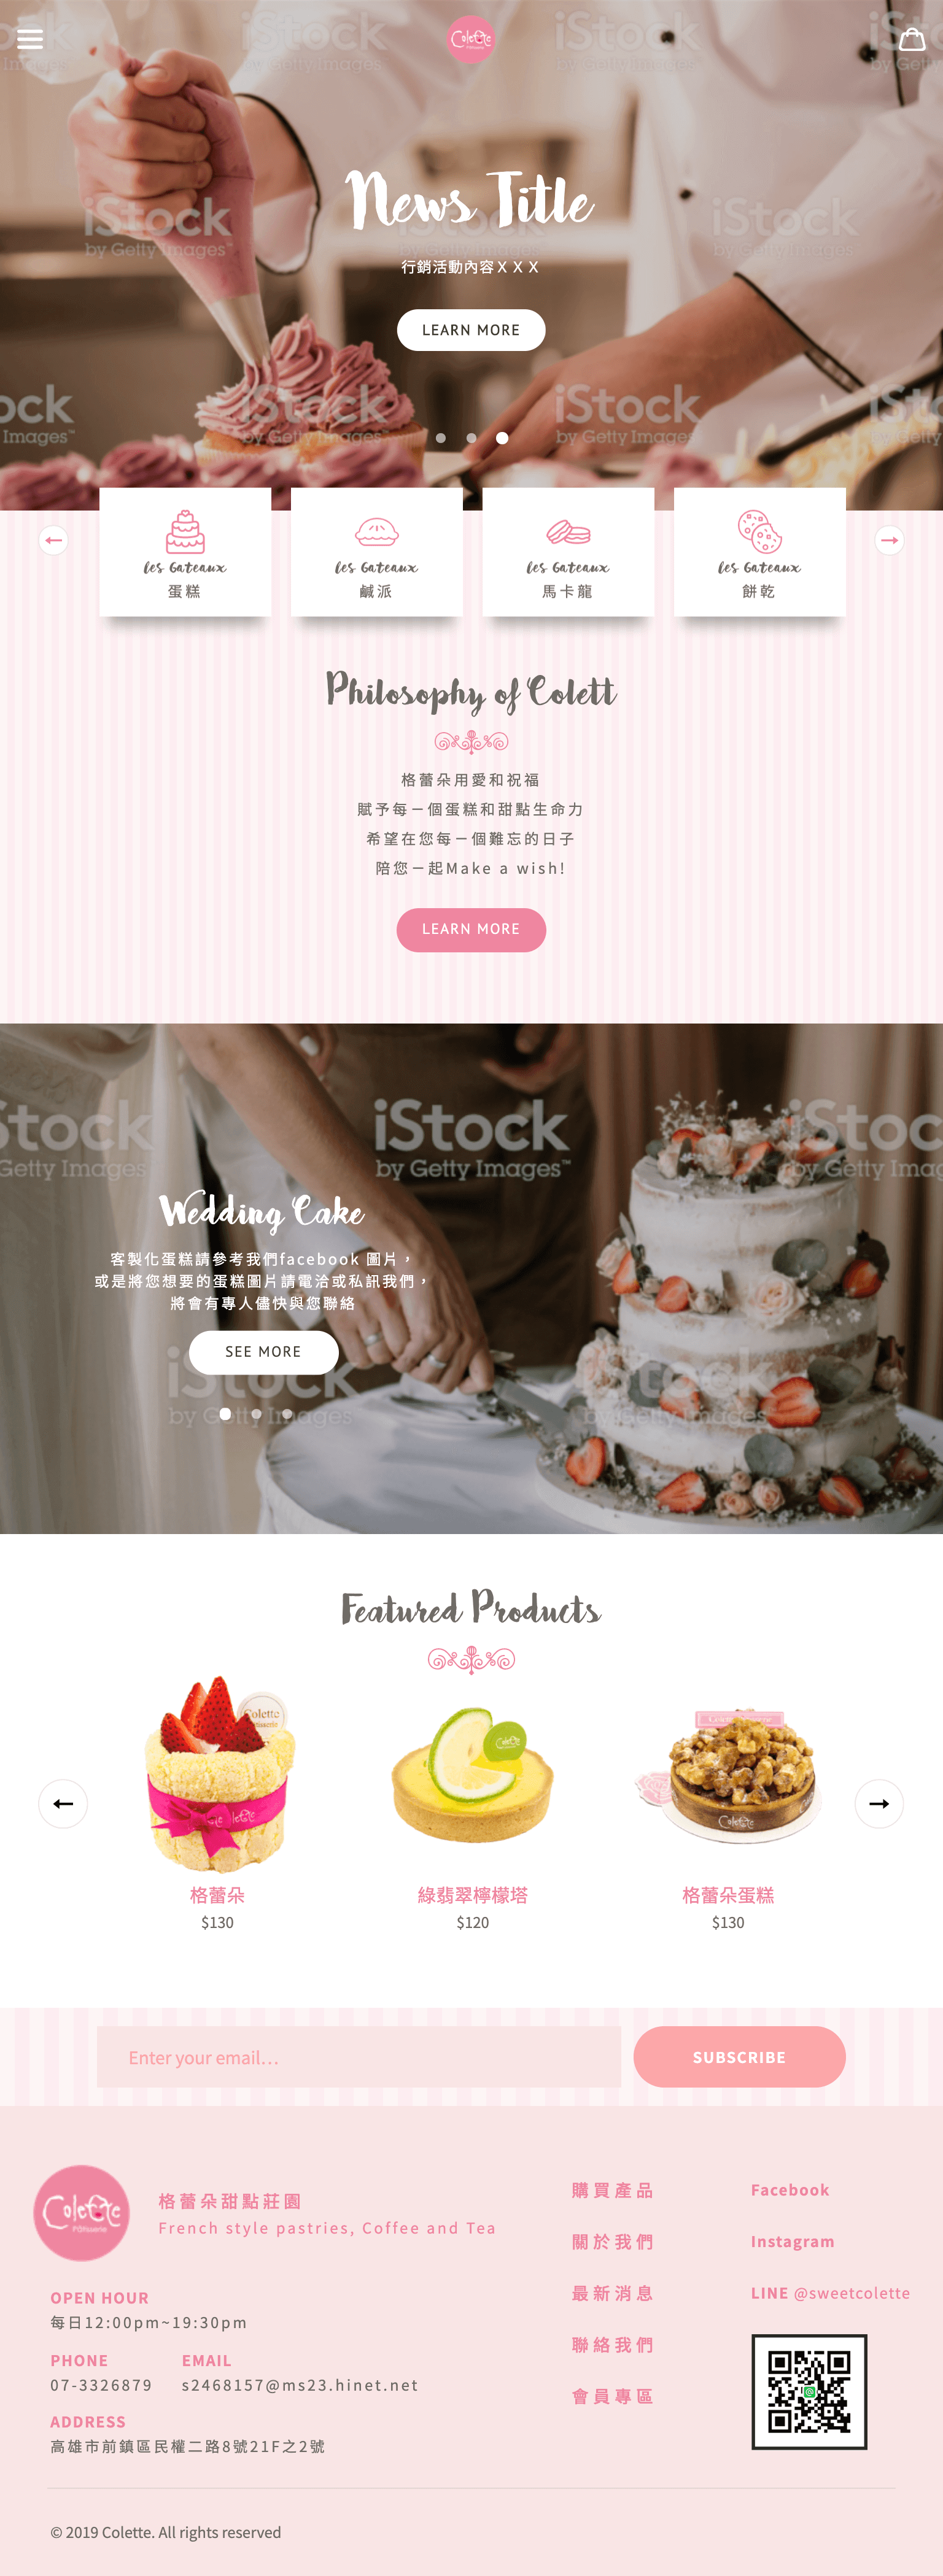 Colette
iStock
by Getty Images™
News Title
行銷活動內容ＸＸＸ
LEARN MORE
les Gateaux
蛋糕
les Gateaux
鹹派
les Gateaux
馬卡龍
les Gateaux
餅乾
Philosophy of Colett
格蕾朵用愛和祝福
賦予每一個蛋糕和甜點生命力
希望在您每一個難忘的日子
陪您一起Make a wish!
LEARN MORE
iStock
by Getty Images™
Wedding Cake
客製化蛋糕請參考我們facebook 圖片，
或是將您想要的蛋糕圖片請電洽或私訊我們，
將會有專人儘快與您聯絡
SEE MORE
Featured Products
格蕾朵
$130
綠翡翠檸檬塔
$120
格蕾朵蛋糕
$130
Enter your email...
SUBSCRIBE
Colette
Pâtisserie
格蕾朵甜點莊園
French style pastries, Coffee and Tea
OPEN HOUR
每日12:00pm~19:30pm
PHONE
07-3326879
EMAIL
s2468157@ms23.hinet.net
ADDRESS
高雄市前鎮區民權二路8號21F之2號
購買產品
關於我們
最新消息
聯絡我們
會員專區
Facebook
Instagram
LINE @sweetcolette
© 2019 Colette. All rights reserved